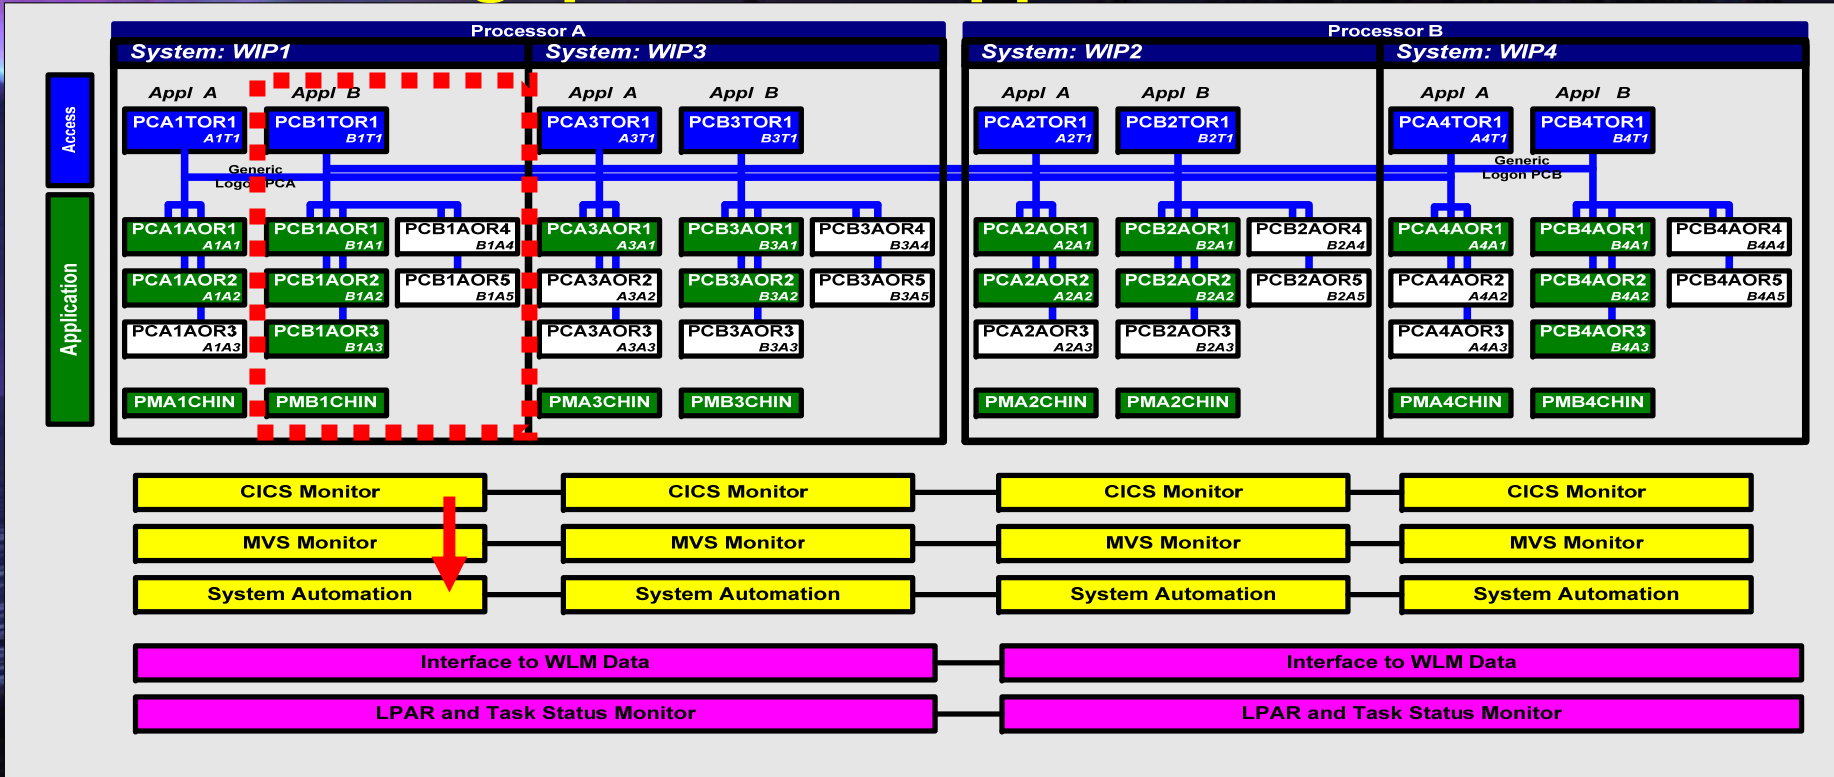 Processor A
Processor B
System: WIP1
System: WIP3
System: WIP2
System: WIP4
Access
Appl A
Appl B
Appl A
Appl B
Appl A
Appl B
Appl A
Appl B
PCA1TOR1
A1T1
PCB1TOR1
B1T1
PCA3TOR1
A3T1
PCB3TOR1
B3T1
PCA2TOR1
A2T1
PCB2TOR1
B2T1
PCA4TOR1
A4T1
PCB4TOR1
B4T1
Generic
Logon PCA
Generic
Logon PCB
Application
PCA1AOR1
A1A1
PCB1AOR1
B1A1
PCB1AOR4
B1A4
PCA3AOR1
A3A1
PCB3AOR1
B3A1
PCB3AOR4
B3A4
PCA2AOR1
A2A1
PCB2AOR1
B2A1
PCB2AOR4
B2A4
PCA4AOR1
A4A1
PCB4AOR1
B4A1
PCB4AOR4
B4A4
PCA1AOR2
A1A2
PCB1AOR2
B1A2
PCB1AOR5
B1A5
PCA3AOR2
A3A2
PCB3AOR2
B3A2
PCB3AOR5
B3A5
PCA2AOR2
A2A2
PCB2AOR2
B2A2
PCB2AOR5
B2A5
PCA4AOR2
A4A2
PCB4AOR2
B4A2
PCB4AOR5
B4A5
PCA1AOR3
A1A3
PCB1AOR3
B1A3
PCA3AOR3
A3A3
PCB3AOR3
B3A3
PCA2AOR3
A2A3
PCB2AOR3
B2A3
PCA4AOR3
A4A3
PCB4AOR3
B4A3
PMA1CHIN
PMB1CHIN
PMA3CHIN
PMB3CHIN
PMA2CHIN
PMA2CHIN
PMA4CHIN
PMB4CHIN
CICS Monitor
CICS Monitor
CICS Monitor
CICS Monitor
MVS Monitor
MVS Monitor
MVS Monitor
MVS Monitor
System Automation
System Automation
System Automation
System Automation
Interface to WLM Data
Interface to WLM Data
LPAR and Task Status Monitor
LPAR and Task Status Monitor